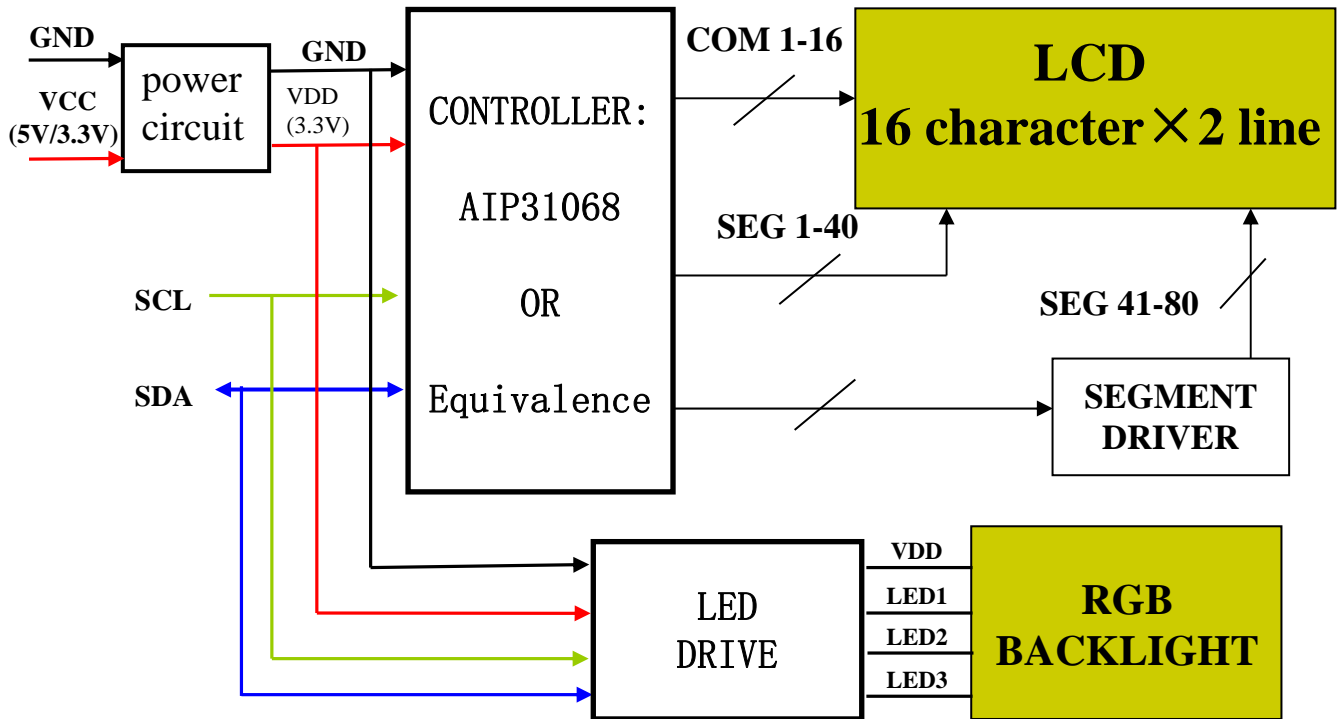 GND
VCC
(5V/3.3V)
power
circuit
GND
VDD
(3.3V)
SCL
SDA
CONTROLLER:
AIP31068
OR
Equivalence
COM 1-16
SEG 1-40
LCD
16 character×2 line
SEG 41-80
SEGMENT
DRIVER
LED
DRIVE
VDD
LED1
LED2
LED3
RGB
BACKLIGHT